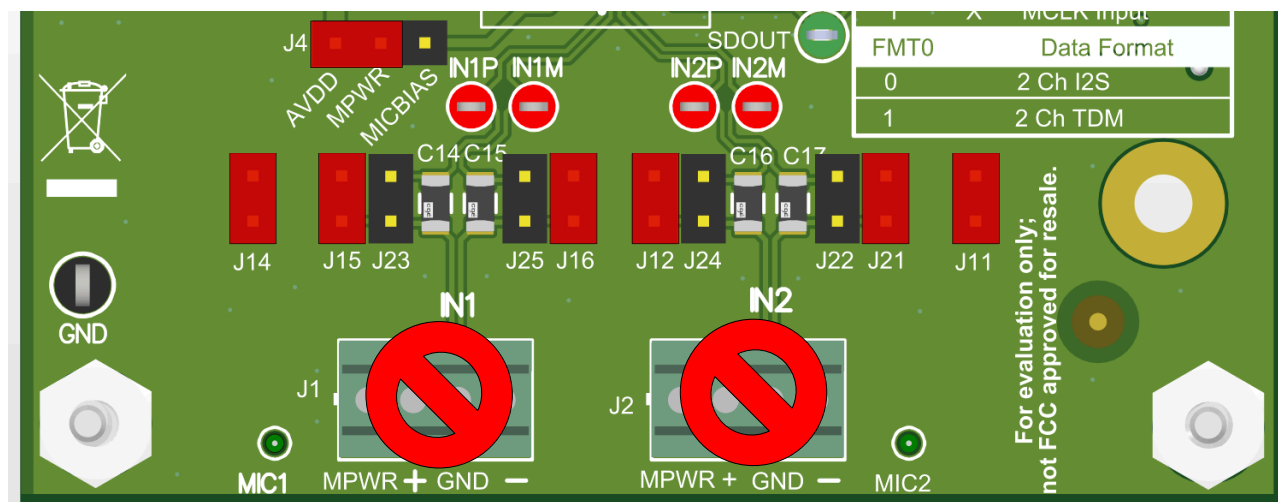 1 X MCLK Input
J4
SDOUT
FMT0 Data Format
AVDD
MPWR
MICBIAS
IN1P IN1M
IN2P IN2M
0 2 Ch I2S
1 2 Ch TDM
C14 C15
C16 C17
J14 J15 J23 J25 J16 J12 J24 J22 J21 J11
For evaluation only;
not FCC approved for resale.
GND
IN1
IN2
J1
J2
MIC1 MPWR + GND −
MPWR + GND − MIC2